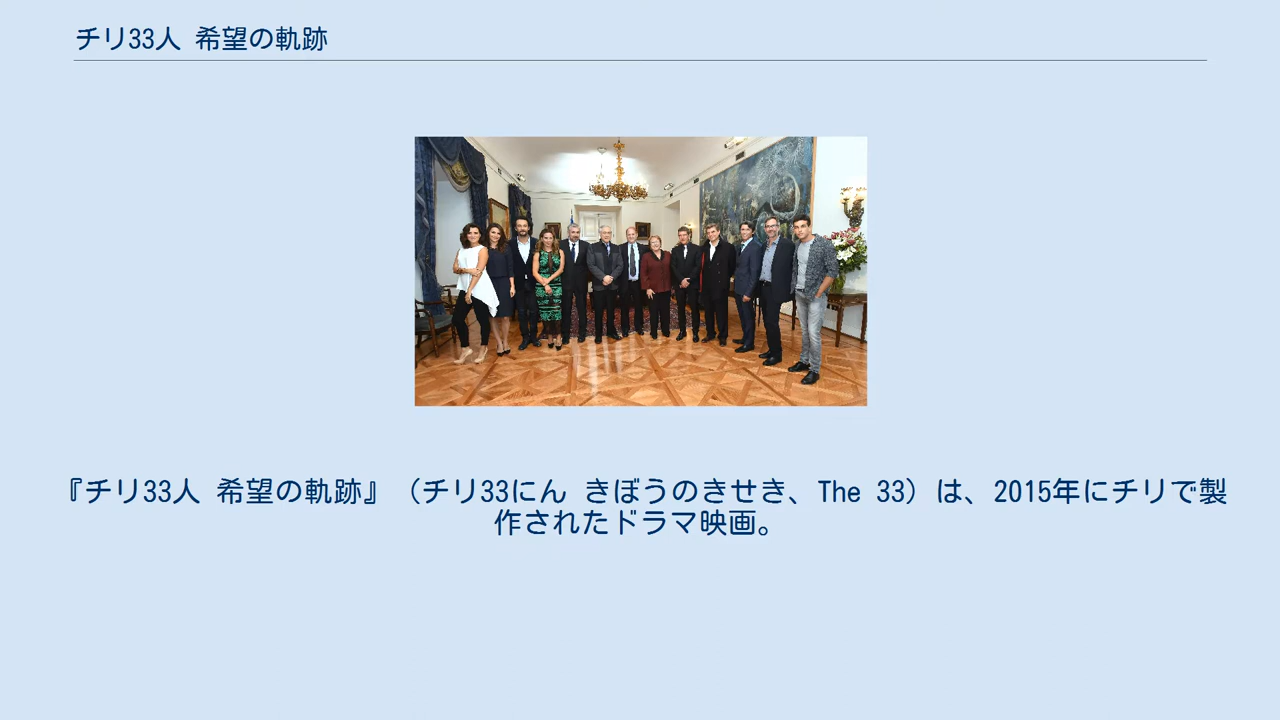 チリ33人 希望の軌跡
『チリ33人 希望の軌跡』（チリ33にん きぼうのきせき、The 33）は、2015年にチリで製
作されたドラマ映画。